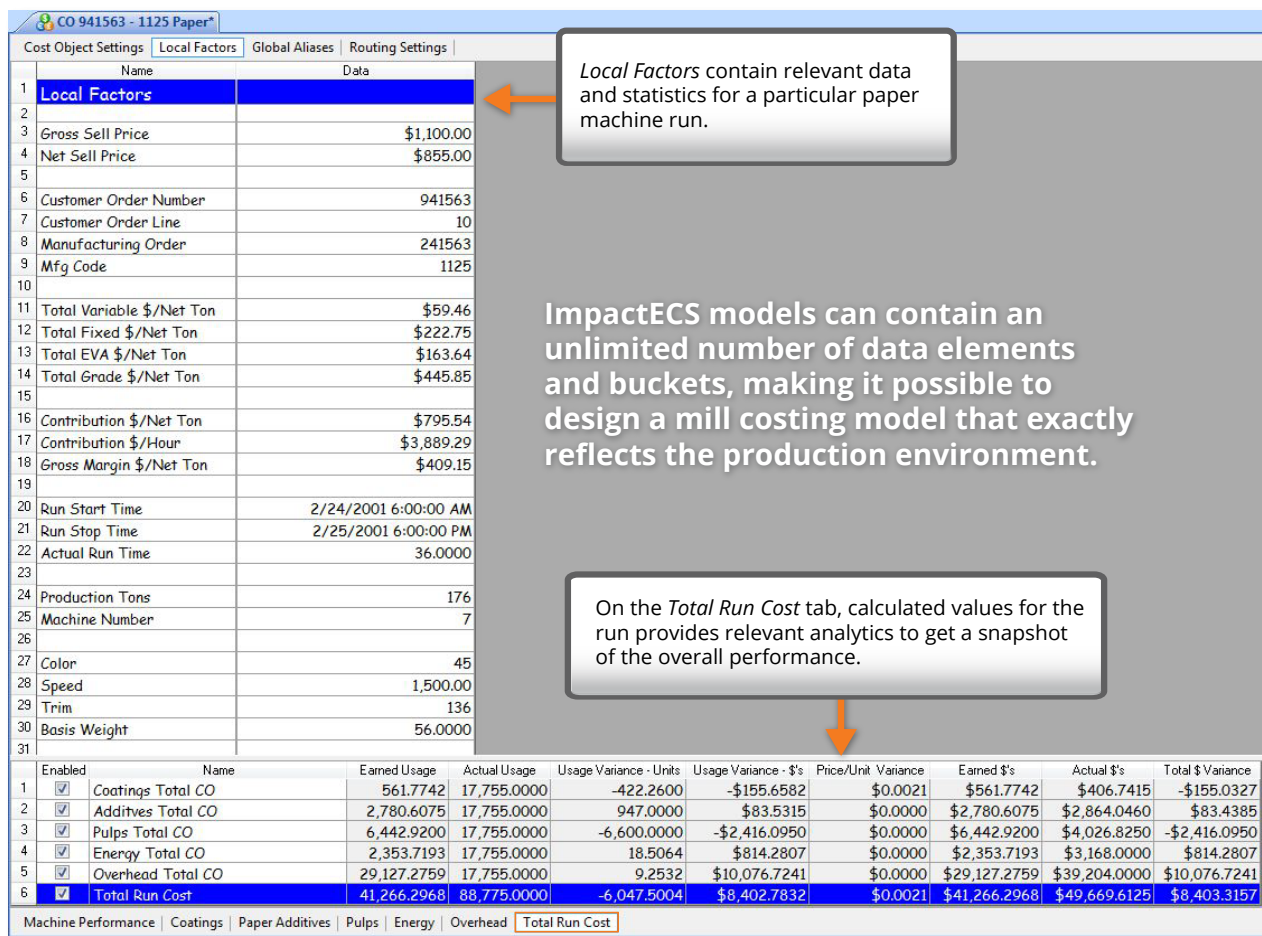 CO 941563 - 1125 Paper*
Cost Object Settings Local Factors Global Aliases Routing Settings
Name Data
1 Local Factors
2
3 Gross Sell Price $1,100.00
4 Net Sell Price $855.00
5
6 Customer Order Number 941563
7 Customer Order Line 10
8 Manufacturing Order 241563
9 Mfg Code 1125
10
11 Total Variable $/Net Ton $59.46
12 Total Fixed $/Net Ton $222.75
13 Total EVA $/Net Ton $163.64
14 Total Grade $/Net Ton $445.85
15
16 Contribution $/Net Ton $795.54
17 Contribution $/Hour $3,889.29
18 Gross Margin $/Net Ton $409.15
19
20 Run Start Time 2/24/2001 6:00:00 AM
21 Run Stop Time 2/25/2001 6:00:00 PM
22 Actual Run Time 36.0000
23
24 Production Tons 176
25 Machine Number 7
26
27 Color 45
28 Speed 1,500.00
29 Trim 136
30 Basis Weight 56.0000
31
Local Factors contain relevant data
and statistics for a particular paper
machine run.
ImpactECS models can contain an
unlimited number of data elements
and buckets, making it possible to
design a mill costing model that exactly
reflects the production environment.
On the Total Run Cost tab, calculated values for the
run provides relevant analytics to get a snapshot
of the overall performance.
Enabled Name Earned Usage Actual Usage Usage Variance - Units Usage Variance - $'s Price/Unit Variance Earned $'s Actual $'s Total $ Variance
1 Coatings Total CO 561.7742 17,755.0000 -422.2600 -$155.6582 $0.0021 $561.7742 $406.7415 -$155.0327
2 Additves Total CO 2,780.6075 17,755.0000 947.0000 $83.5315 $0.0000 $2,780.6075 $2,864.0460 $83.4385
3 Pulps Total CO 6,442.9200 17,755.0000 -6,600.0000 -$2,416.0950 $0.0000 $6,442.9200 $4,026.8250 -$2,416.0950
4 Energy Total CO 2,353.7193 17,755.0000 18.5064 $814.2807 $0.0000 $2,353.7193 $3,168.0000 $814.2807
5 Overhead Total CO 29,127.2759 17,755.0000 9.2532 $10,076.7241 $0.0000 $29,127.2759 $39,204.0000 $10,076.7241
6 Total Run Cost 41,266.2968 88,775.0000 -6,047.5004 $8,402.7832 $0.0021 $41,266.2968 $49,669.6125 $8,403.3157
Machine Performance Coatings Paper Additives Pulps Energy Overhead Total Run Cost